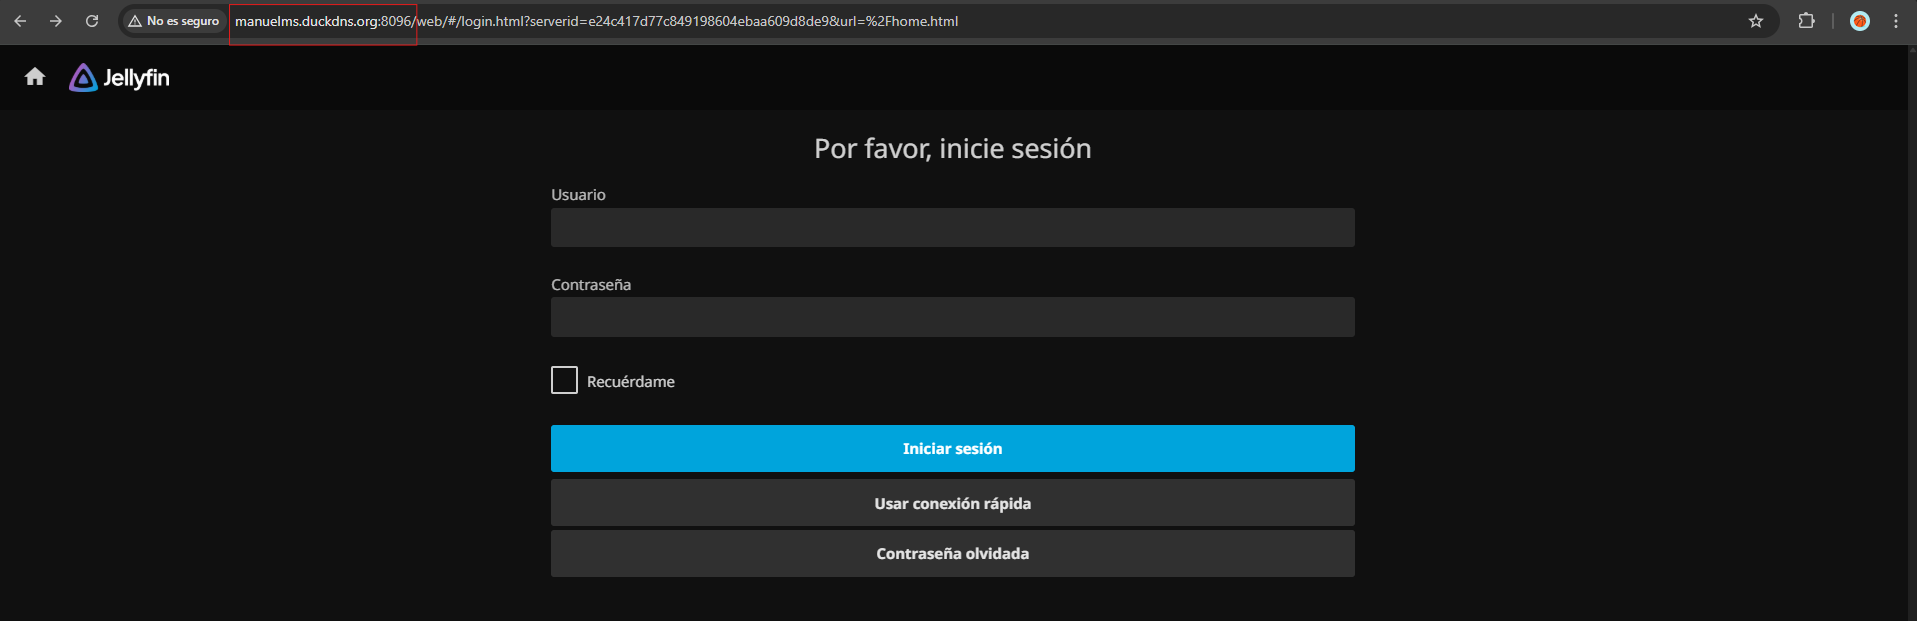 No es seguro manuelms.duckdns.org:8096/web/#/login.html?serverid=e24c417d77c849198604ebaa609d8de9&url=%2Fhome.html
Jellyfin
Por favor, inicie sesión
Usuario
Contraseña
Recuérdame
Iniciar sesión
Usar conexión rápida
Contraseña olvidada